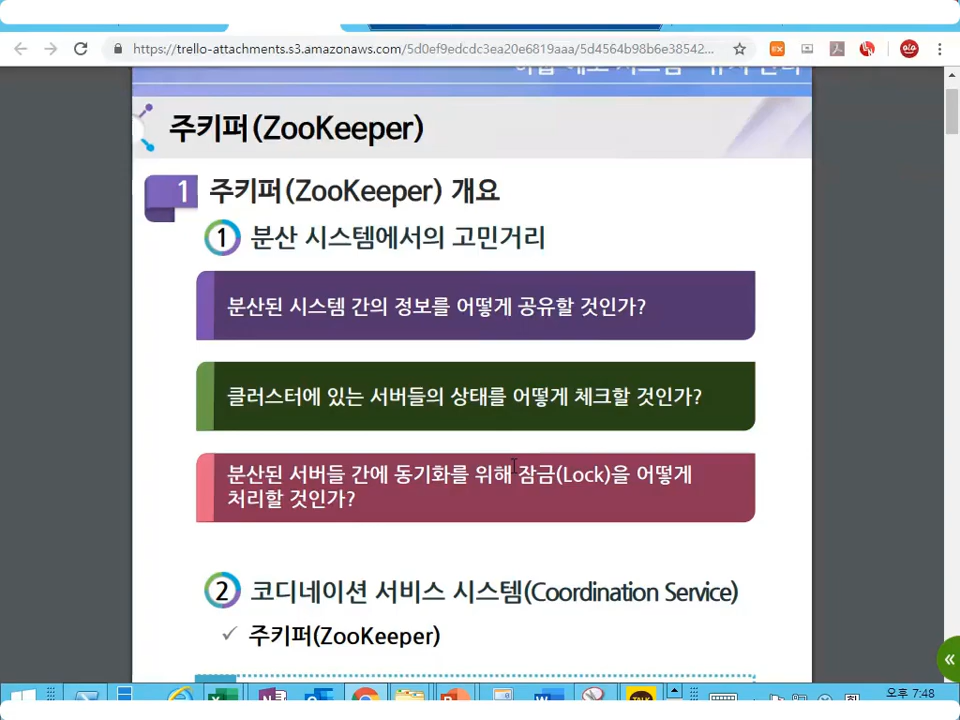 https://trello-attachments.s3.amazonaws.com/5d0ef9edcdc3ea20e6819aaa/5d4564b98b6e38542...
주키퍼(ZooKeeper)
1 주키퍼(ZooKeeper) 개요
1 분산 시스템에서의 고민거리
분산된 시스템 간의 정보를 어떻게 공유할 것인가?
클러스터에 있는 서버들의 상태를 어떻게 체크할 것인가?
분산된 서버들 간에 동기화를 위해 잠금(Lock)을 어떻게
처리할 것인가?
2 코디네이션 서비스 시스템(Coordination Service)
✓ 주키퍼(ZooKeeper)
오후 7:48